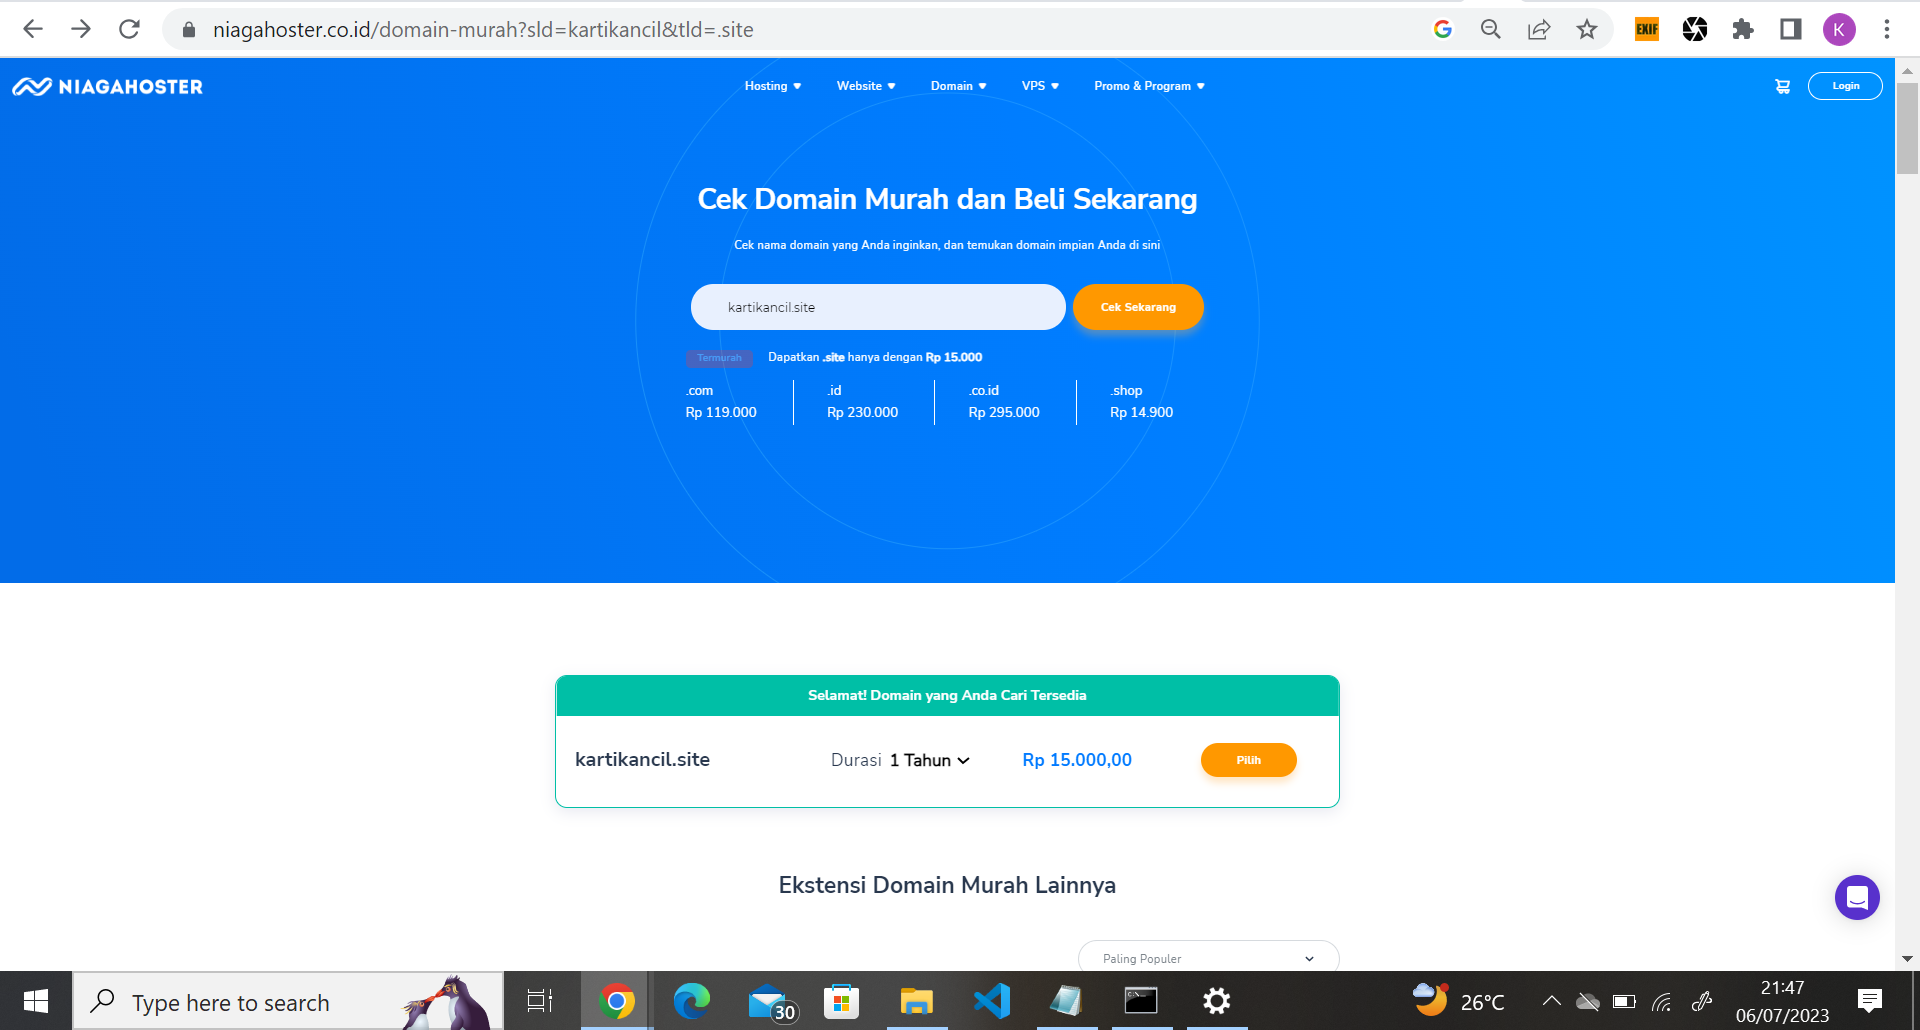 niagahoster.co.id/domain-murah?sld=kartikancil&tld=.site
EXIF
K
NIAGAHOSTER
Hosting
Website
Domain
VPS
Promo & Program
Login
Cek Domain Murah dan Beli Sekarang
Cek nama domain yang Anda inginkan, dan temukan domain impian Anda di sini
kartikancil.site
Cek Sekarang
Termurah
Dapatkan .site hanya dengan Rp 15.000
.com
Rp 119.000
.id
Rp 230.000
.co.id
Rp 295.000
.shop
Rp 14.900
Selamat! Domain yang Anda Cari Tersedia
kartikancil.site
Durasi 1 Tahun
Rp 15.000,00
Pilih
Ekstensi Domain Murah Lainnya
Paling Populer
Type here to search
30
26°C
21:47
06/07/2023